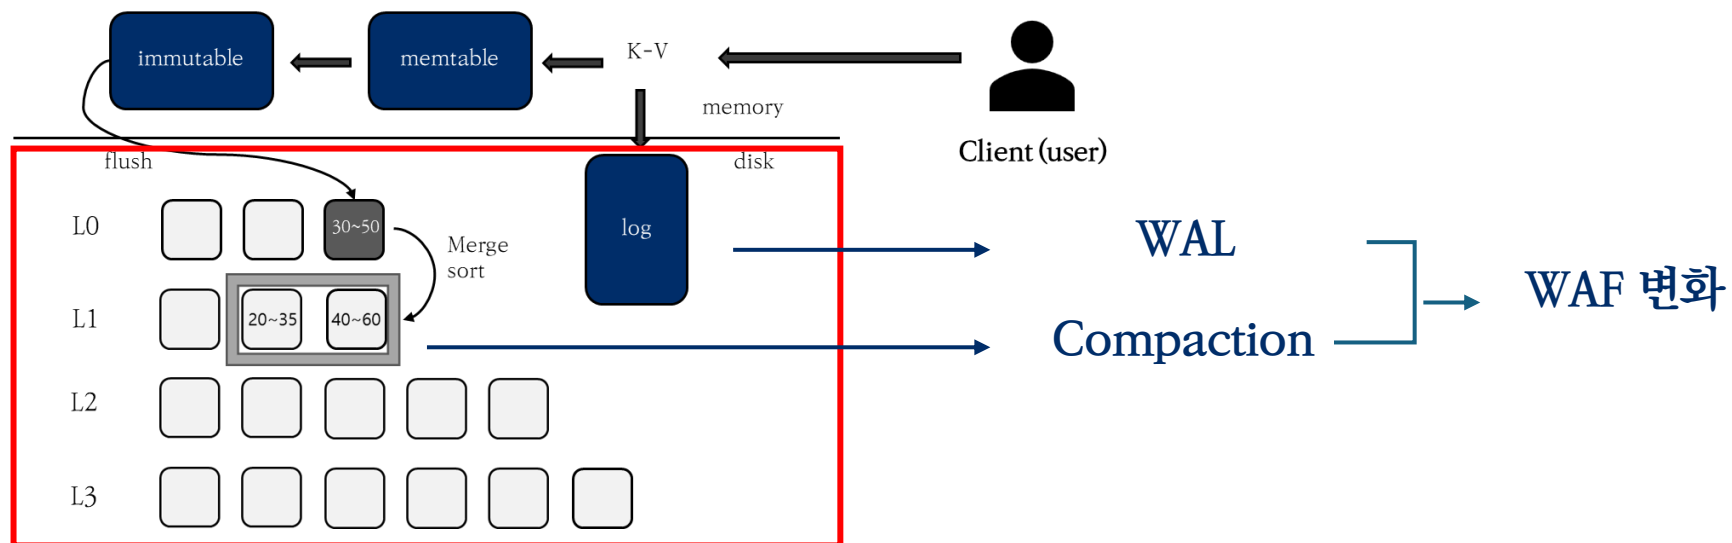 immutable
memtable
K-V
memory
Client (user)
flush
disk
L0
30~50
Merge
sort
log
L1
20~35
40~60
L2
L3
WAL
Compaction
WAF 변화